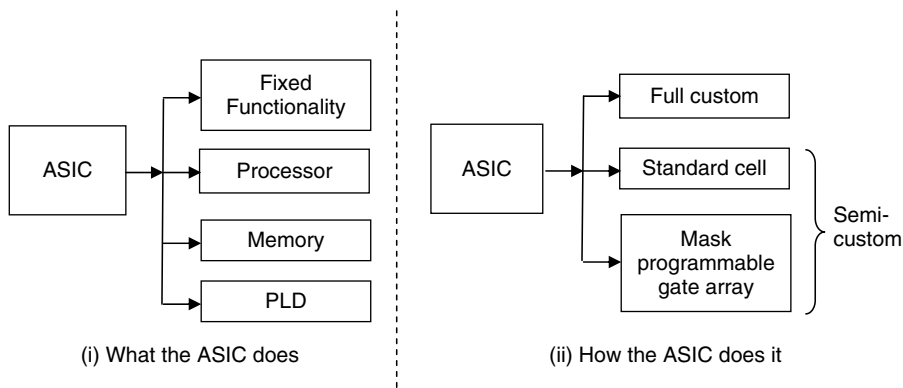 ASIC
Fixed
Functionality
Processor
Memory
PLD
(i) What the ASIC does
ASIC
Full custom
Standard cell
Mask
programmable
gate array
Semi-
custom
(ii) How the ASIC does it